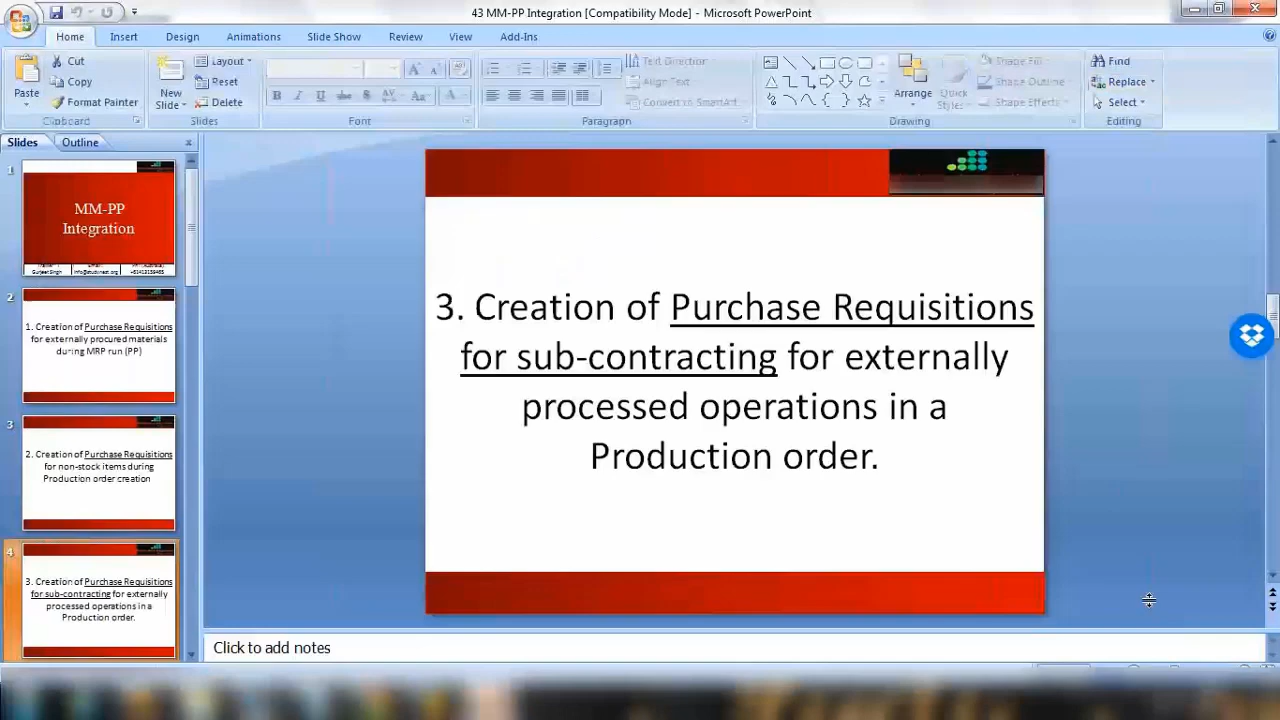 43 MM-PP Integration [Compatibility Mode] - Microsoft PowerPoint
Home Insert Design Animations Slide Show Review View Add-Ins
Paste
Cut
Copy
Format Painter
Clipboard
New Slide
Layout
Reset
Delete
Slides
B I U abc S AV Aa A
Font
Text Direction
Align Text
Convert to SmartArt
Paragraph
Arrange
Quick Styles
Shape Fill
Shape Outline
Shape Effects
Drawing
Find
Replace
Select
Editing
Slides Outline
1
MM-PP
Integration
2
1. Creation of Purchase Requisitions
for externally procured materials
during MRP run (PP)
3
2. Creation of Purchase Requisitions
for non-stock items during
Production order creation
4
3. Creation of Purchase Requisitions
for sub-contracting for externally
processed operations in a
Production order.
3. Creation of Purchase Requisitions
for sub-contracting for externally
processed operations in a
Production order.
Click to add notes